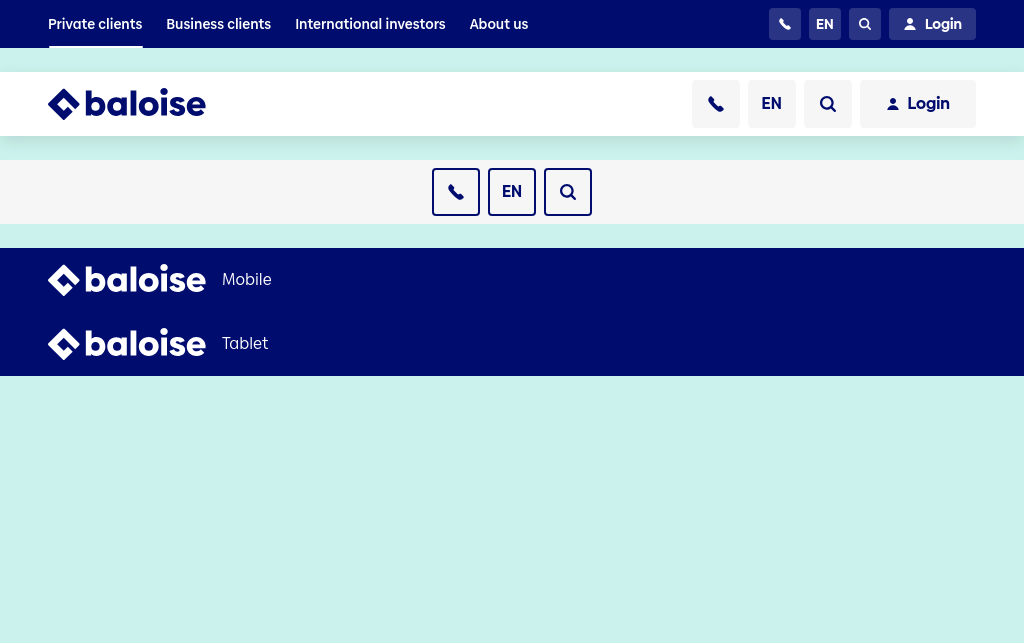 Private clients Business clients International investors About us EN Login
baloise EN Login
EN
baloise Mobile
baloise Tablet